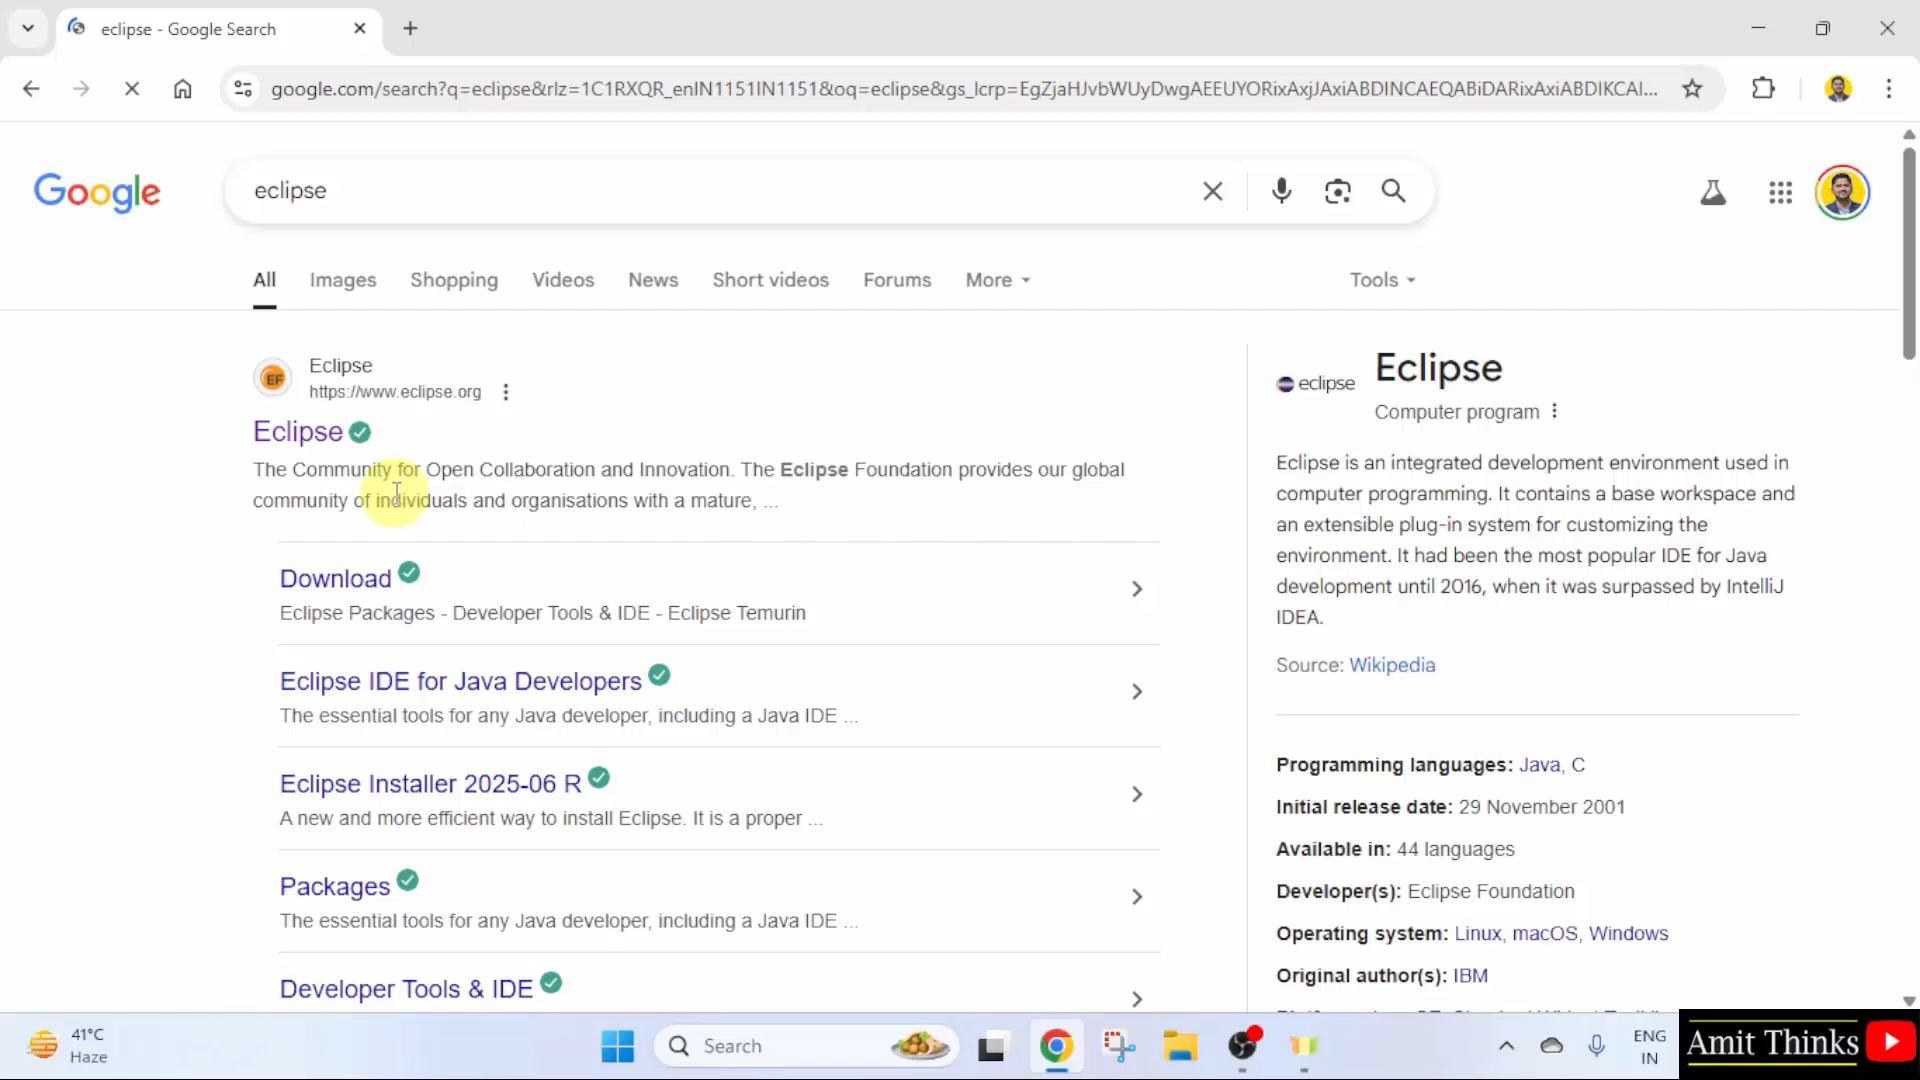 eclipse - Google Search
google.com/search?q=eclipse&rlz=1C1RXQR_enIN1151IN1151&oq=eclipse&gs_lcrp=EgZjaHJvbWUyDwgAEEUYORixAxjJAxiABDINCAEQABiDARixAxiABDIKCAI...
Google
eclipse
All Images Shopping Videos News Short videos Forums More Tools
Eclipse
https://www.eclipse.org
Eclipse
The Community for Open Collaboration and Innovation. The Eclipse Foundation provides our global
community of individuals and organisations with a mature, ...
Download
Eclipse Packages - Developer Tools & IDE - Eclipse Temurin
Eclipse IDE for Java Developers
The essential tools for any Java developer, including a Java IDE ...
Eclipse Installer 2025-06 R
A new and more efficient way to install Eclipse. It is a proper ...
Packages
The essential tools for any Java developer, including a Java IDE ...
Developer Tools & IDE
eclipse
Eclipse
Computer program
Eclipse is an integrated development environment used in
computer programming. It contains a base workspace and
an extensible plug-in system for customizing the
environment. It had been the most popular IDE for Java
development until 2016, when it was surpassed by IntelliJ
IDEA.
Source: Wikipedia
Programming languages: Java, C
Initial release date: 29 November 2001
Available in: 44 languages
Developer(s): Eclipse Foundation
Operating system: Linux, macOS, Windows
Original author(s): IBM
41°C
Haze
Search
ENG
IN
Amit Thinks